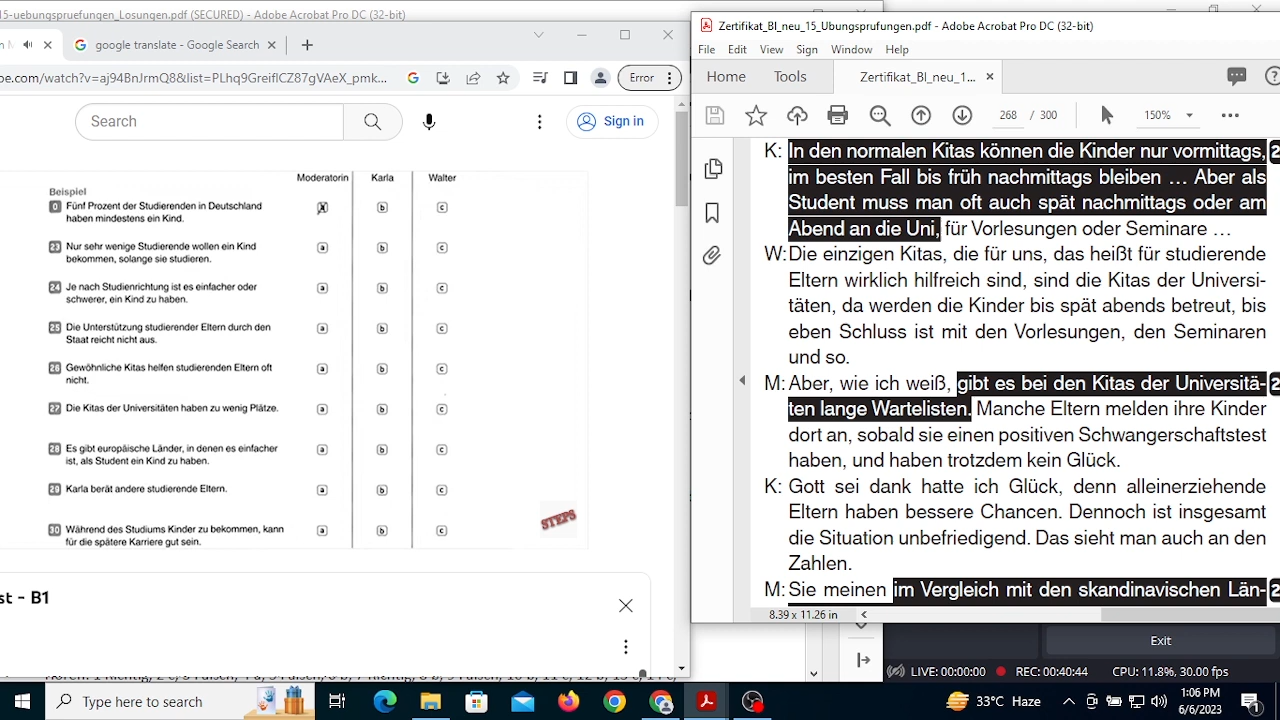 15-uebungspruefungen_Losungen.pdf (SECURED) - Adobe Acrobat Pro DC (32-bit)
google translate - Google Search
be.com/watch?v=aj94BnJrmQ8&list=PLhq9GreiflCZ87gVAeX_pmk...
Error
Search
Sign in
Moderatorin Karla Walter
Beispiel
0 Fünf Prozent der Studierenden in Deutschland
haben mindestens ein Kind.
a b c
23 Nur sehr wenige Studierende wollen ein Kind
bekommen, solange sie studieren.
a b c
24 Je nach Studienrichtung ist es einfacher oder
schwerer, ein Kind zu haben.
a b c
25 Die Unterstützung studierender Eltern durch den
Staat reicht nicht aus.
a b c
26 Gewöhnliche Kitas helfen studierenden Eltern oft
nicht.
a b c
27 Die Kitas der Universitäten haben zu wenig Plätze.
a b c
28 Es gibt europäische Länder, in denen es einfacher
ist, als Student ein Kind zu haben.
a b c
29 Karla berät andere studierende Eltern.
a b c
30 Während des Studiums Kinder zu bekommen, kann
für die spätere Karriere gut sein.
a b c
STEPS
st - B1
Zertifikat_BI_neu_15_Ubungsprufungen.pdf - Adobe Acrobat Pro DC (32-bit)
File Edit View Sign Window Help
Home Tools Zertifikat_BI_neu_1...
268 / 300 150%
K: In den normalen Kitas können die Kinder nur vormittags,
im besten Fall bis früh nachmittags bleiben … Aber als
Student muss man oft auch spät nachmittags oder am
Abend an die Uni, für Vorlesungen oder Seminare …
W: Die einzigen Kitas, die für uns, das heißt für studierende
Eltern wirklich hilfreich sind, sind die Kitas der Universi-
täten, da werden die Kinder bis spät abends betreut, bis
eben Schluss ist mit den Vorlesungen, den Seminaren
und so.
M: Aber, wie ich weiß, gibt es bei den Kitas der Universitä-
ten lange Wartelisten. Manche Eltern melden ihre Kinder
dort an, sobald sie einen positiven Schwangerschaftstest
haben, und haben trotzdem kein Glück.
K: Gott sei dank hatte ich Glück, denn alleinerziehende
Eltern haben bessere Chancen. Dennoch ist insgesamt
die Situation unbefriedigend. Das sieht man auch an den
Zahlen.
M: Sie meinen im Vergleich mit den skandinavischen Län-
8.39 x 11.26 in
Exit
LIVE: 00:00:00 REC: 00:40:44 CPU: 11.8%, 30.00 fps
Type here to search
33°C Haze
1:06 PM
6/6/2023
1